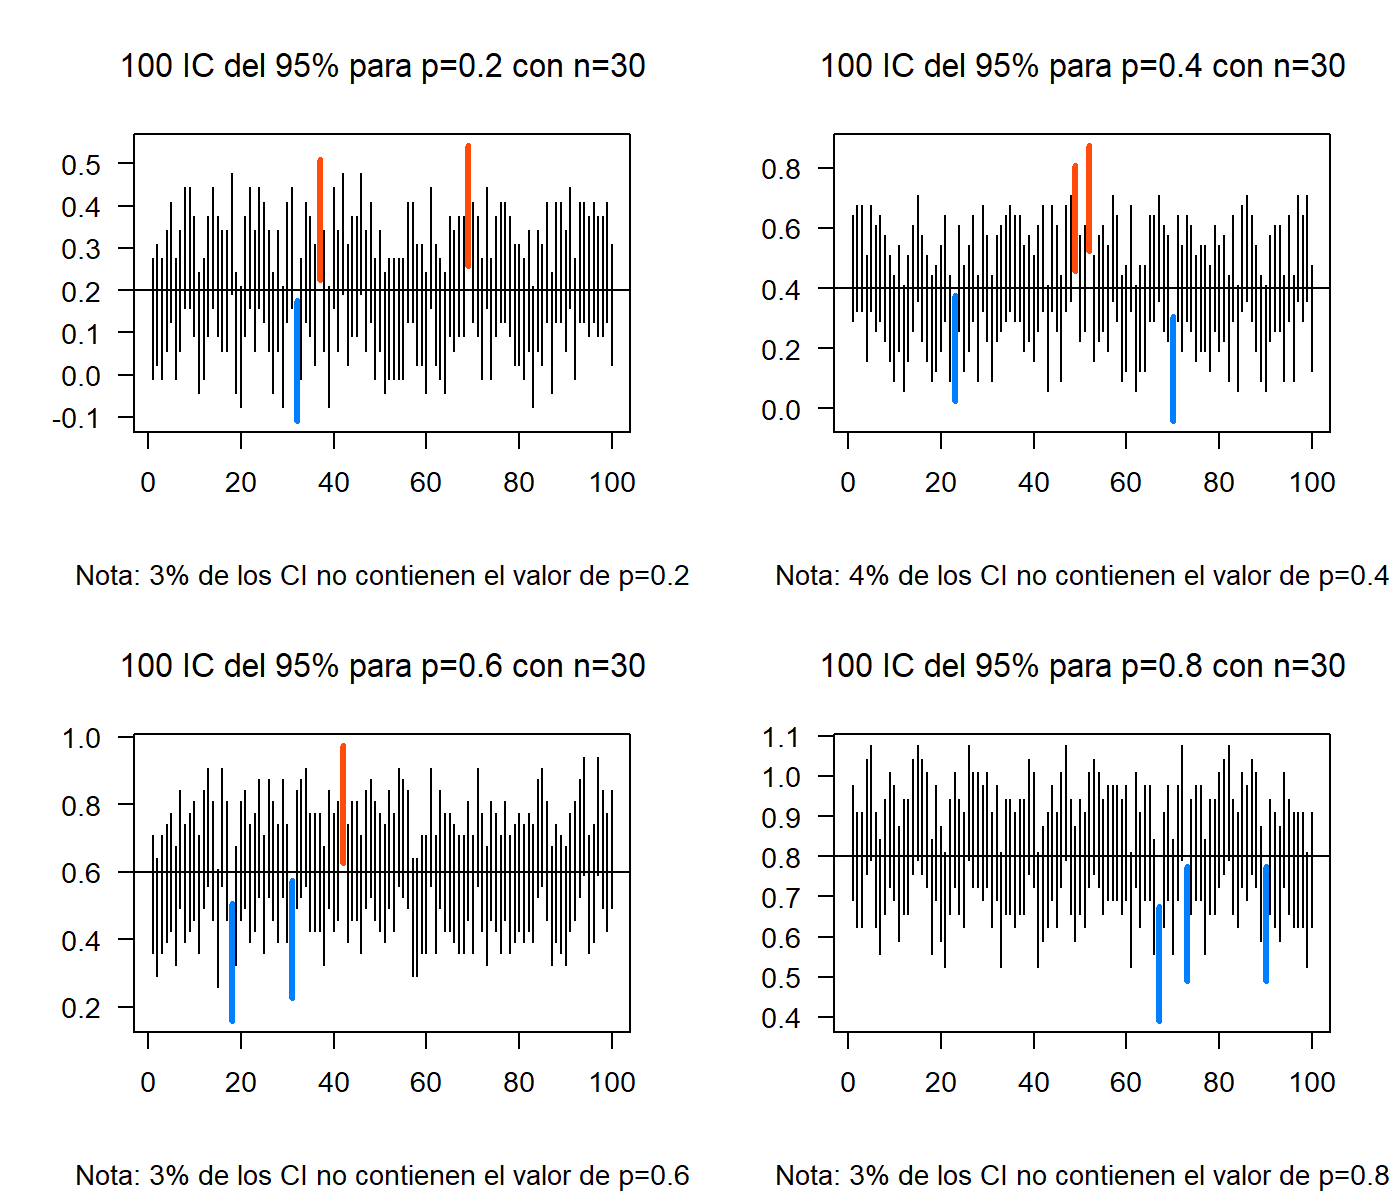 100 IC del 95% para p=0.2 con n=30
0.5
0.4
0.3
0.2
0.1
0.0
-0.1
0 20 40 60 80 100
Nota: 3% de los CI no contienen el valor de p=0.2
100 IC del 95% para p=0.4 con n=30
0.8
0.6
0.4
0.2
0.0
0 20 40 60 80 100
Nota: 4% de los CI no contienen el valor de p=0.4
100 IC del 95% para p=0.6 con n=30
1.0
0.8
0.6
0.4
0.2
0 20 40 60 80 100
Nota: 3% de los CI no contienen el valor de p=0.6
100 IC del 95% para p=0.8 con n=30
1.1
1.0
0.9
0.8
0.7
0.6
0.5
0.4
0 20 40 60 80 100
Nota: 3% de los CI no contienen el valor de p=0.8